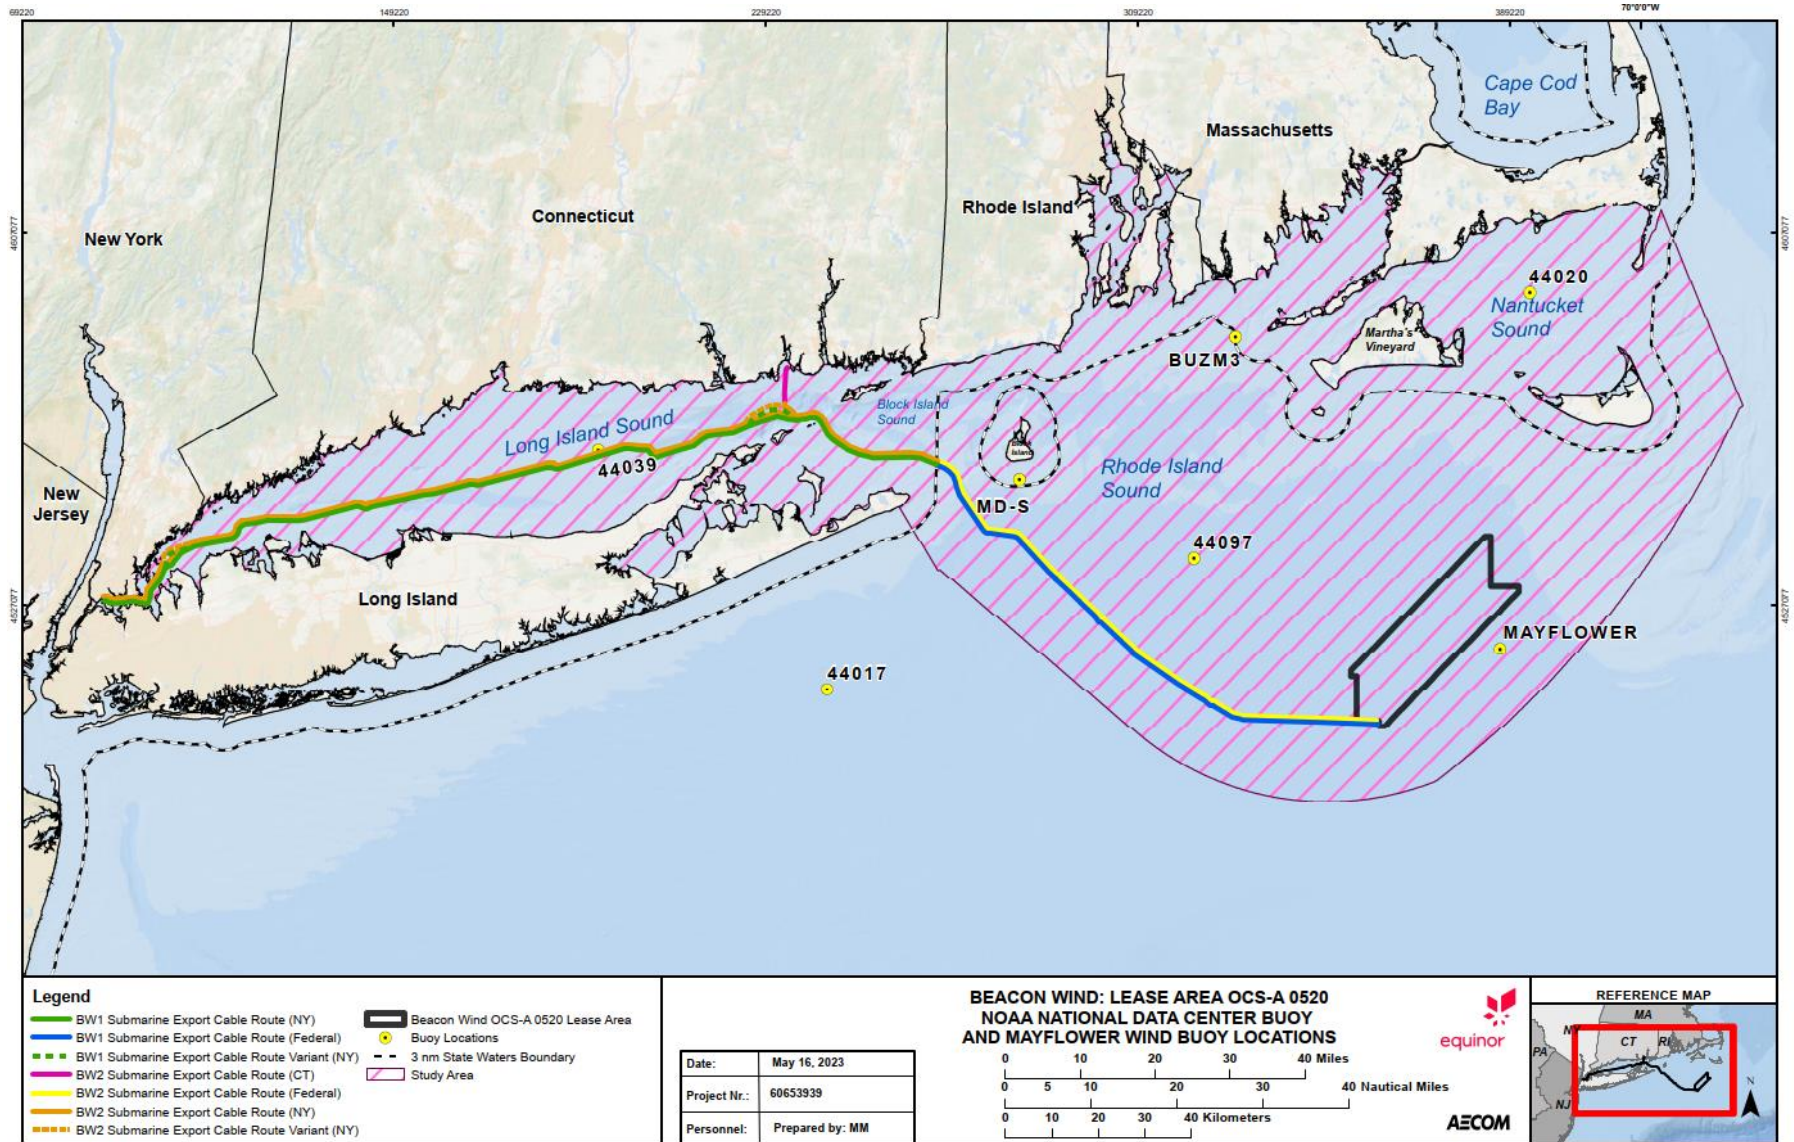 69220
149220
229220
309220
389220
70°0'0"W
4607077
4607077
4527077
4527077
Cape Cod
Bay
Massachusetts
Rhode Island
Connecticut
New York
44020
Nantucket
Sound
Martha's
Vineyard
BUZM3
Block Island
Sound
Long Island Sound
44039
Island
Rhode Island
Sound
New
Jersey
MD-S
44097
Long Island
MAYFLOWER
44017
Legend
BW1 Submarine Export Cable Route (NY)
BW1 Submarine Export Cable Route (Federal)
BW1 Submarine Export Cable Route Variant (NY)
BW2 Submarine Export Cable Route (CT)
BW2 Submarine Export Cable Route (Federal)
BW2 Submarine Export Cable Route (NY)
BW2 Submarine Export Cable Route Variant (NY)
Beacon Wind OCS-A 0520 Lease Area
Buoy Locations
3 nm State Waters Boundary
Study Area
Date: May 16, 2023
Project Nr.: 60653939
Personnel: Prepared by: MM
BEACON WIND: LEASE AREA OCS-A 0520
NOAA NATIONAL DATA CENTER BUOY
AND MAYFLOWER WIND BUOY LOCATIONS
0 10 20 30 40 Miles
0 5 10 20 30 40 Nautical Miles
0 10 20 30 40 Kilometers
equinor
AECOM
REFERENCE MAP
MA
NY
CT
RI
PA
NJ
N